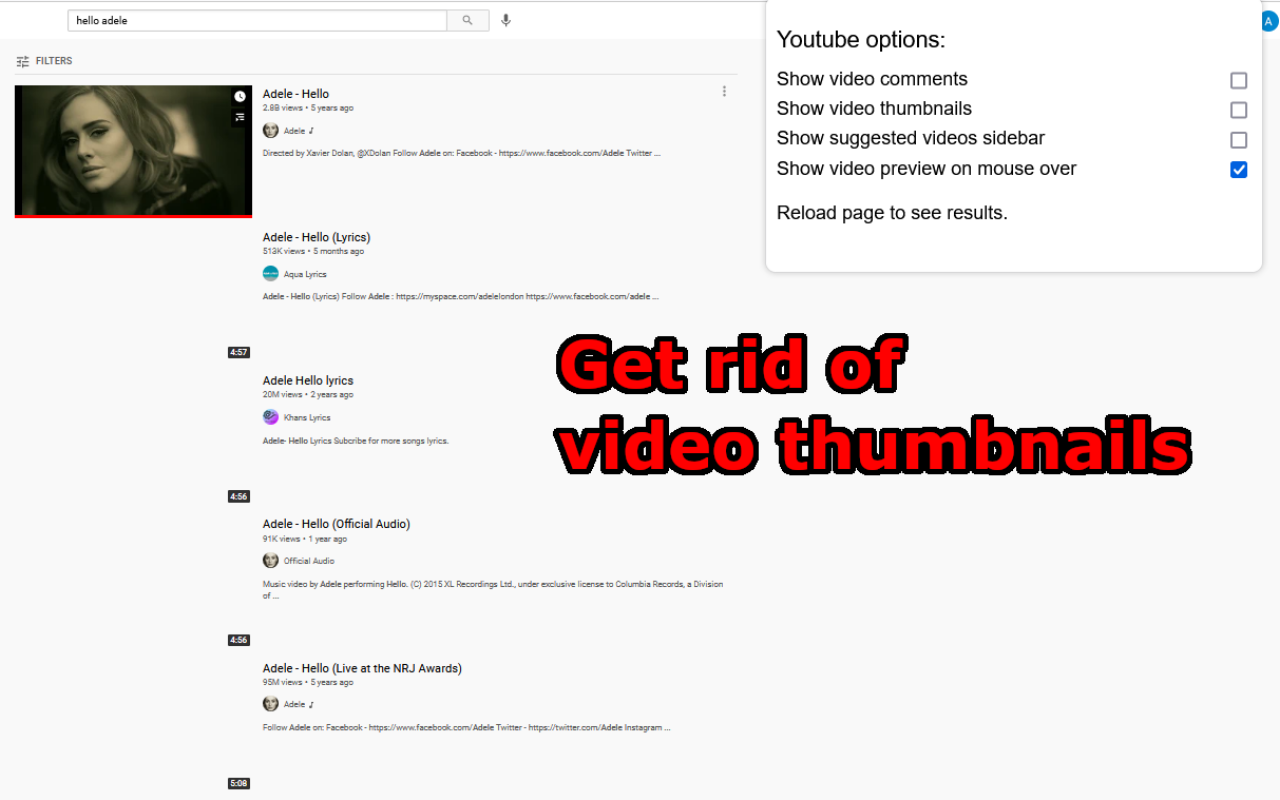 hello adele
A
FILTERS
Adele - Hello
2.8B views • 5 years ago
Adele ♪
Directed by Xavier Dolan, @XDolan Follow Adele on: Facebook - https://www.facebook.com/Adele Twitter ...
Adele - Hello (Lyrics)
513K views • 5 months ago
Aqua Lyrics
Adele - Hello (Lyrics) Follow Adele : https://myspace.com/adelelondon https://www.facebook.com/adele ...
4:57
Adele Hello lyrics
20M views • 2 years ago
Khans Lyrics
Adele- Hello Lyrics Subcribe for more songs lyrics.
4:56
Adele - Hello (Official Audio)
91K views • 1 year ago
Official Audio
Music video by Adele performing Hello. (C) 2015 XL Recordings Ltd., under exclusive license to Columbia Records, a Division
of ...
4:56
Adele - Hello (Live at the NRJ Awards)
95M views • 5 years ago
Adele ♪
Follow Adele on: Facebook - https://www.facebook.com/Adele Twitter - https://twitter.com/Adele Instagram ...
5:08
Youtube options:
Show video comments
Show video thumbnails
Show suggested videos sidebar
Show video preview on mouse over
Reload page to see results.
Get rid of
video thumbnails